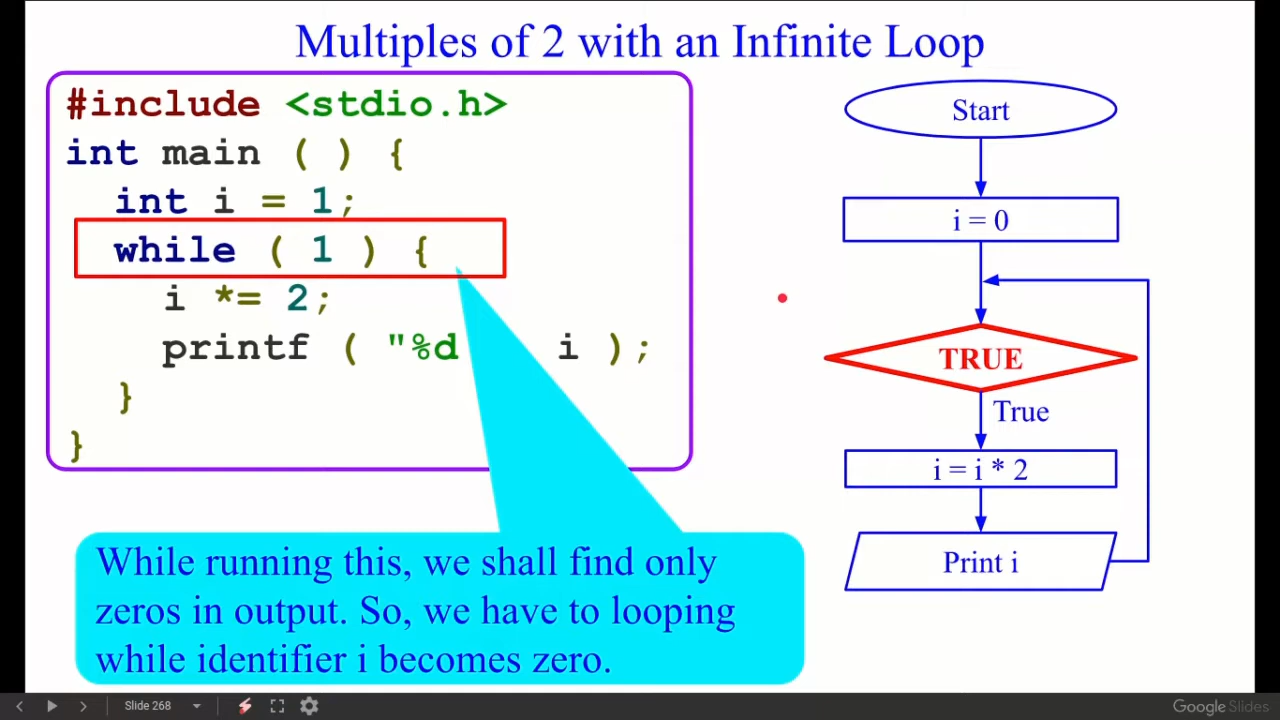 Multiples of 2 with an Infinite Loop
#include <stdio.h>
int main ( ) {
int i = 1;
while ( 1 ) {
i *= 2;
printf ( "%d i );
}
}
While running this, we shall find only
zeros in output. So, we have to looping
while identifier i becomes zero.
Start
i = 0
TRUE
True
i = i * 2
Print i
Slide 268
Google Slides